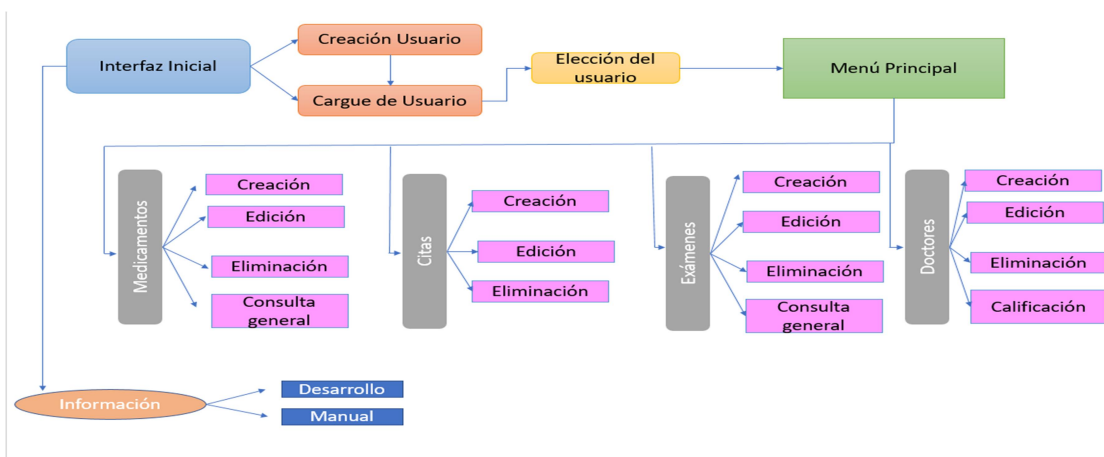 Interfaz Inicial
Creación Usuario
Cargue de Usuario
Elección del
usuario
Menú Principal
Medicamentos
Creación
Edición
Eliminación
Consulta
general
Citas
Creación
Edición
Eliminación
Exámenes
Creación
Edición
Eliminación
Consulta
general
Doctores
Creación
Edición
Eliminación
Calificación
Información
Desarrollo
Manual